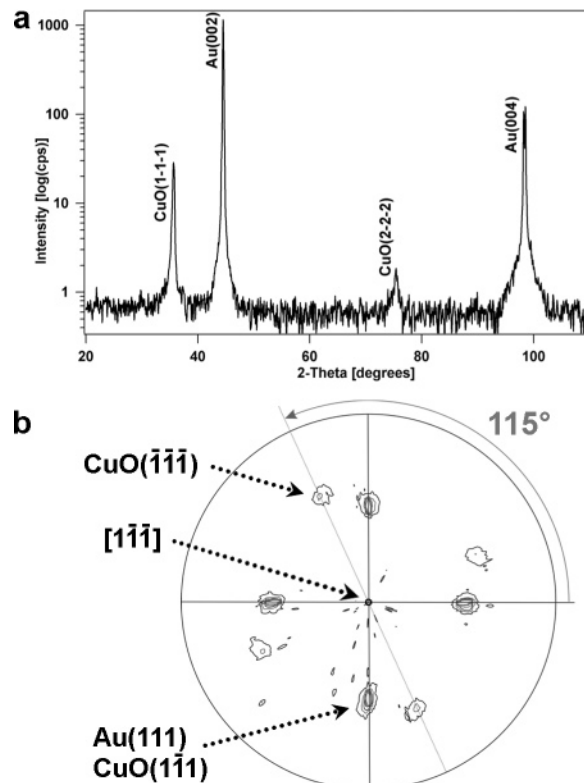 a
1000
100
10
1
Intensity [log(cps)]
CuO(1-1-1)
Au(002)
CuO(2-2-2)
Au(004)
20 40 60 80 100
2-Theta [degrees]
b
115°
CuO(1̄1̄1̄)
[11̄1̄]
Au(111)
CuO(11̄1)